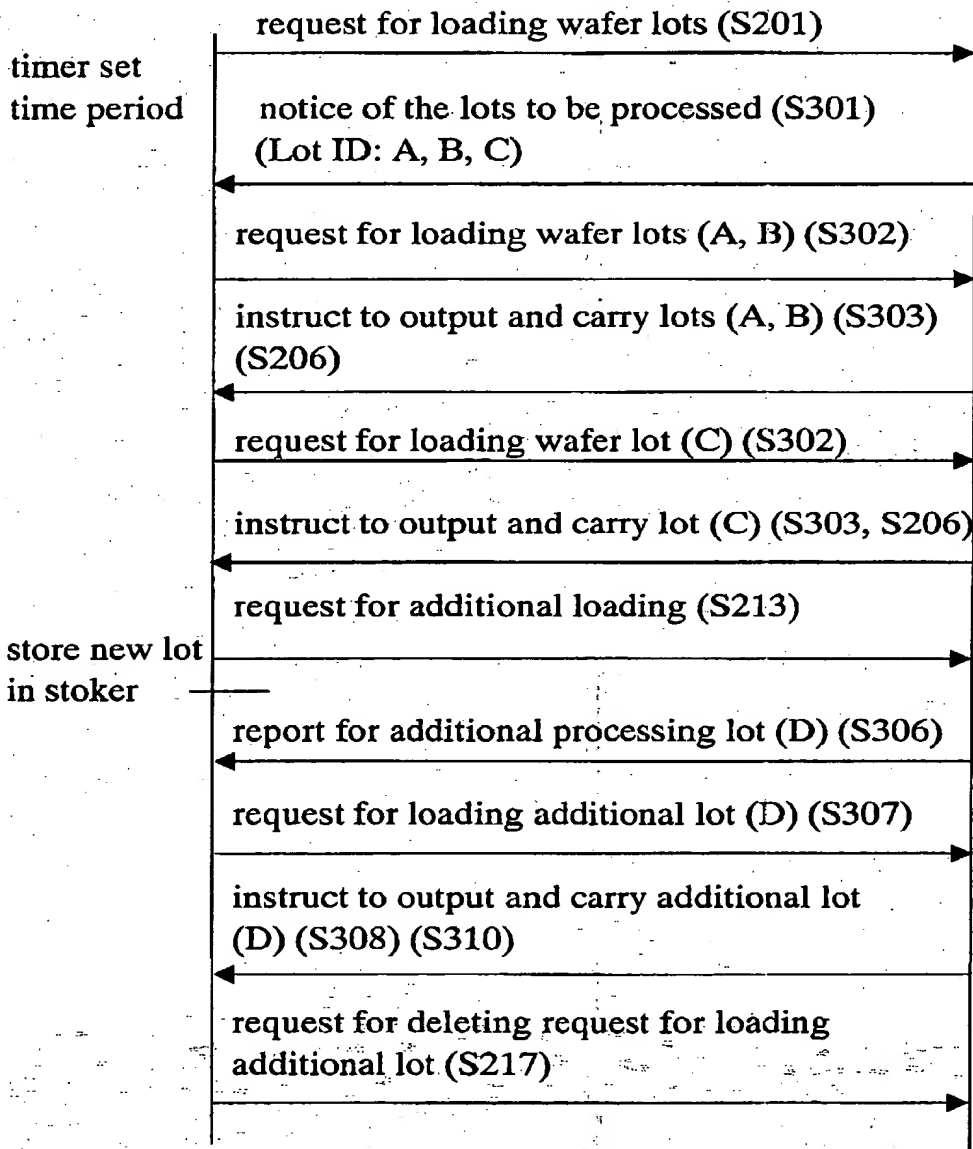 request for loading wafer lots (S201)
timer set
time period
notice of the lots to be processed (S301)
(Lot ID: A, B, C)
request for loading wafer lots (A, B) (S302)
instruct to output and carry lots (A, B) (S303)
(S206)
request for loading wafer lot (C) (S302)
instruct to output and carry lot (C) (S303, S206)
request for additional loading (S213)
store new lot
in stoker
report for additional processing lot (D) (S306)
request for loading additional lot (D) (S307)
instruct to output and carry additional lot
(D) (S308) (S310)
request for deleting request for loading
additional lot (S217)